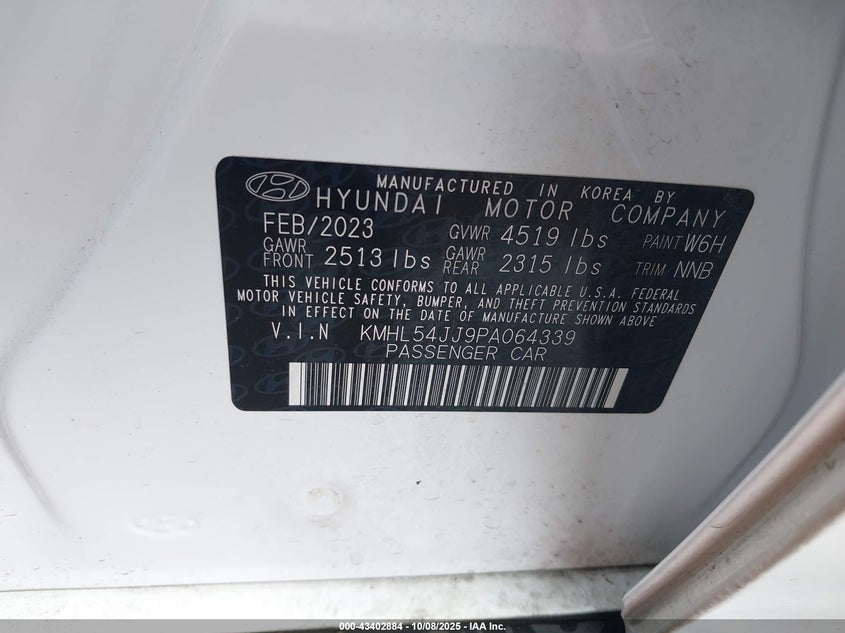 MANUFACTURED IN KOREA BY
HYUNDAI MOTOR COMPANY
FEB/2023 GVWR 4519 lbs PAINT W6H
GAWR FRONT 2513 lbs GAWR REAR 2315 lbs TRIM NNB
THIS VEHICLE CONFORMS TO ALL APPLICABLE U.S.A. FEDERAL
MOTOR VEHICLE SAFETY, BUMPER, AND THEFT PREVENTION STANDARDS
IN EFFECT ON THE DATE OF MANUFACTURE SHOWN ABOVE
V.I.N KMHL54JJ9PA064339
PASSENGER CAR
000-43402884 - 10/08/2025 - IAA Inc.